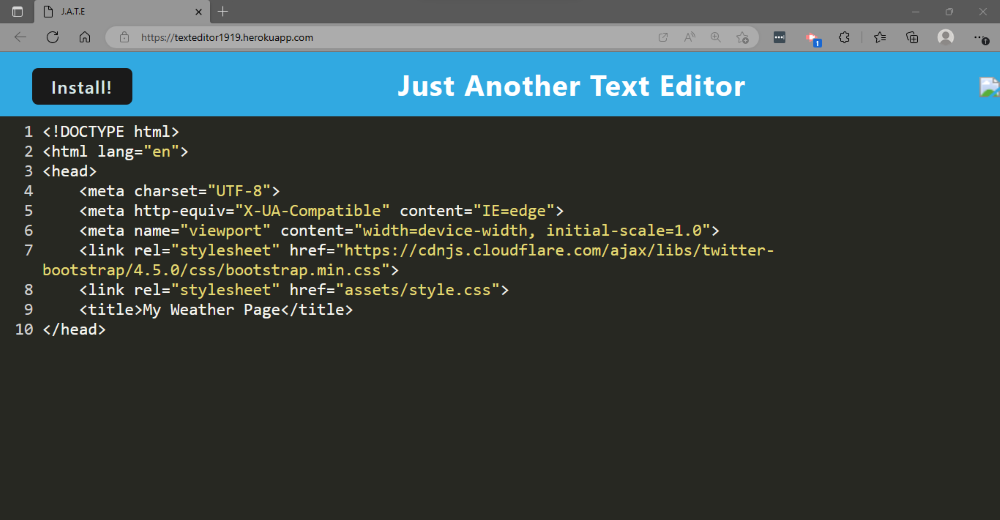 J.A.T.E
https://texteditor1919.herokuapp.com
1
Install!
Just Another Text Editor
1 <!DOCTYPE html>
2 <html lang="en">
3 <head>
4     <meta charset="UTF-8">
5     <meta http-equiv="X-UA-Compatible" content="IE=edge">
6     <meta name="viewport" content="width=device-width, initial-scale=1.0">
7     <link rel="stylesheet" href="https://cdnjs.cloudflare.com/ajax/libs/twitter-
bootstrap/4.5.0/css/bootstrap.min.css">
8     <link rel="stylesheet" href="assets/style.css">
9     <title>My Weather Page</title>
10 </head>